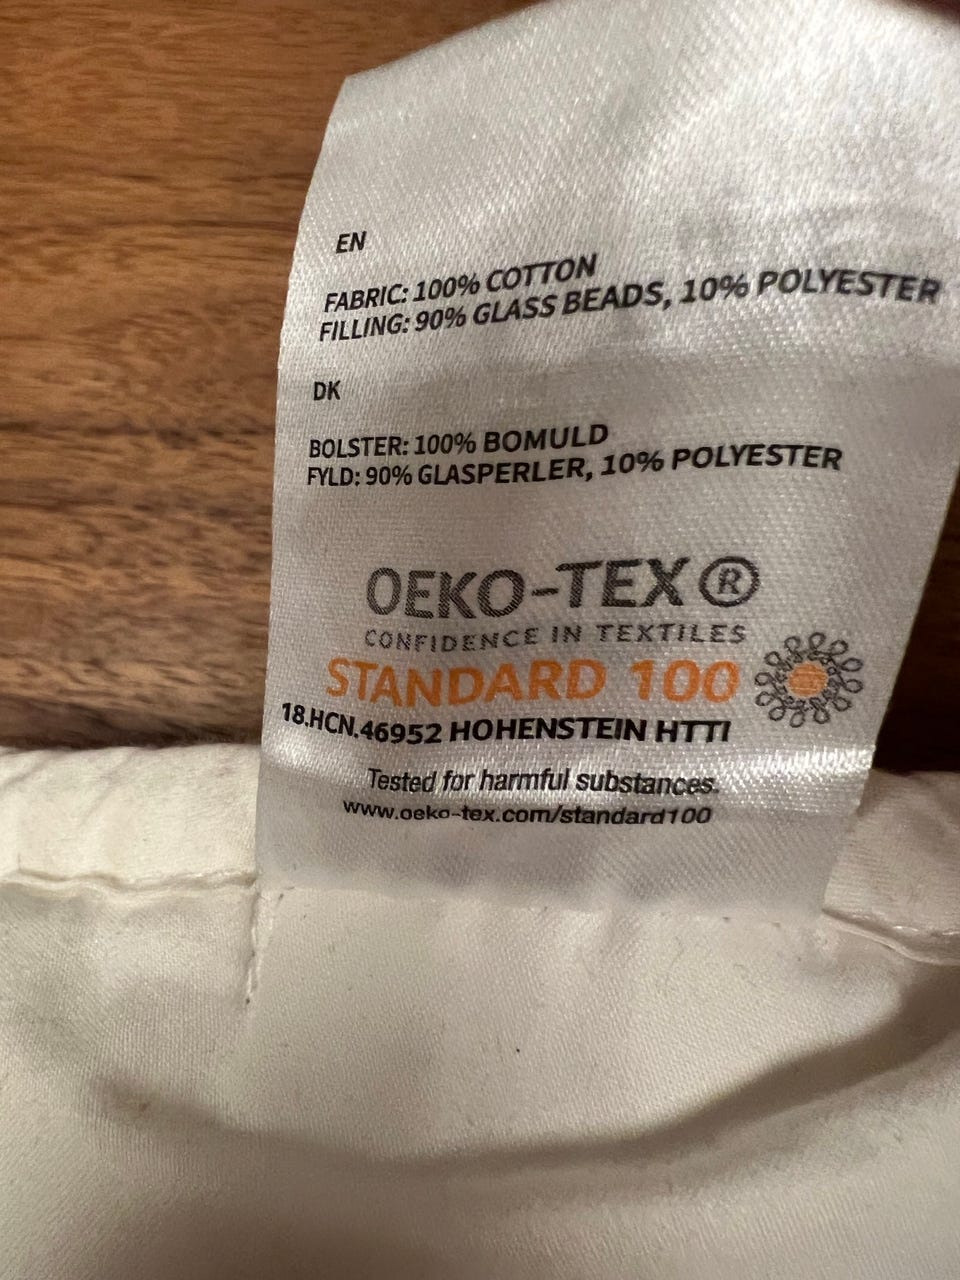 EN
FABRIC: 100% COTTON
FILLING: 90% GLASS BEADS, 10% POLYESTER
DK
BOLSTER: 100% BOMULD
FYLD: 90% GLASPERLER, 10% POLYESTER
OEKO-TEX®
CONFIDENCE IN TEXTILES
STANDARD 100
18.HCN.46952 HOHENSTEIN HTTI
Tested for harmful substances.
www.oeko-tex.com/standard100